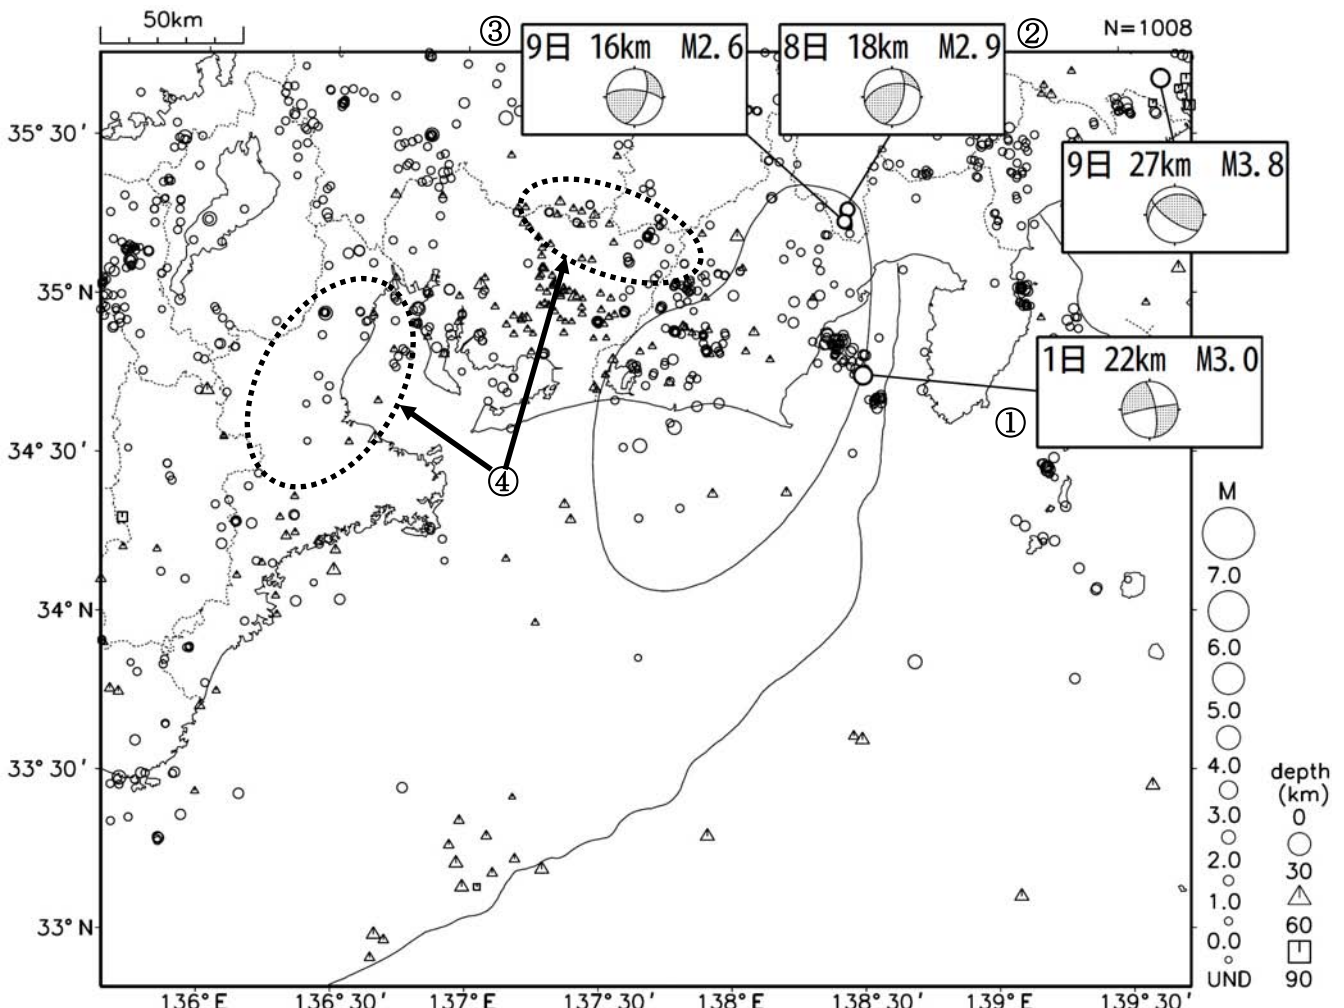 50km
③
②
N=1008
9日 16km M2.6
8日 18km M2.9
35°30′
9日 27km M3.8
35°N
1日 22km M3.0
①
34°30′
④
M
7.0
34°N
6.0
5.0
33°30′
4.0
depth
(km)
3.0
0
2.0
30
1.0
33°N
60
0.0
UND
90
136°E
136°30′
137°E
137°30′
138°E
138°30′
139°E
139°30′